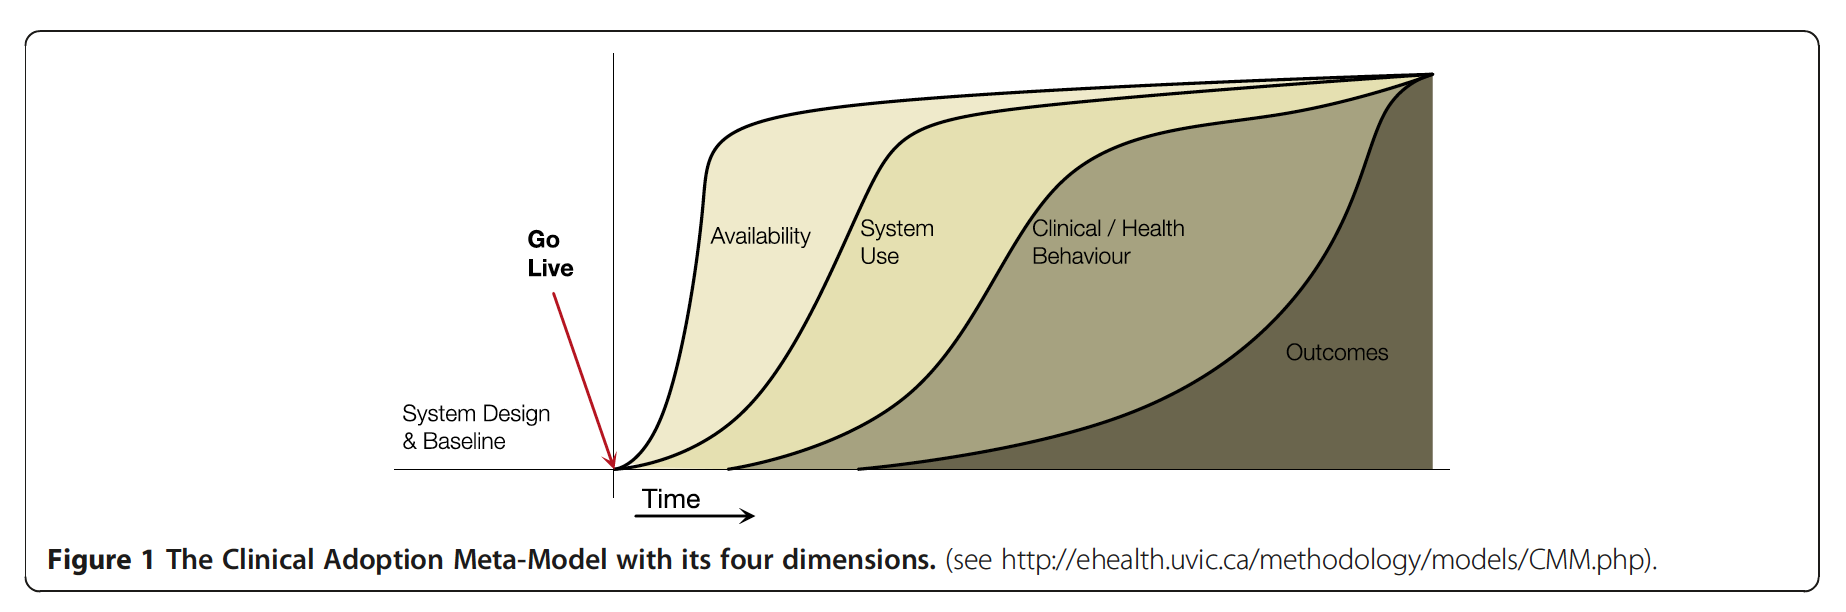 Go
Live
Availability
System
Use
Clinical / Health
Behaviour
Outcomes
System Design
& Baseline
Time
Figure 1 The Clinical Adoption Meta-Model with its four dimensions. (see http://ehealth.uvic.ca/methodology/models/CMM.php).